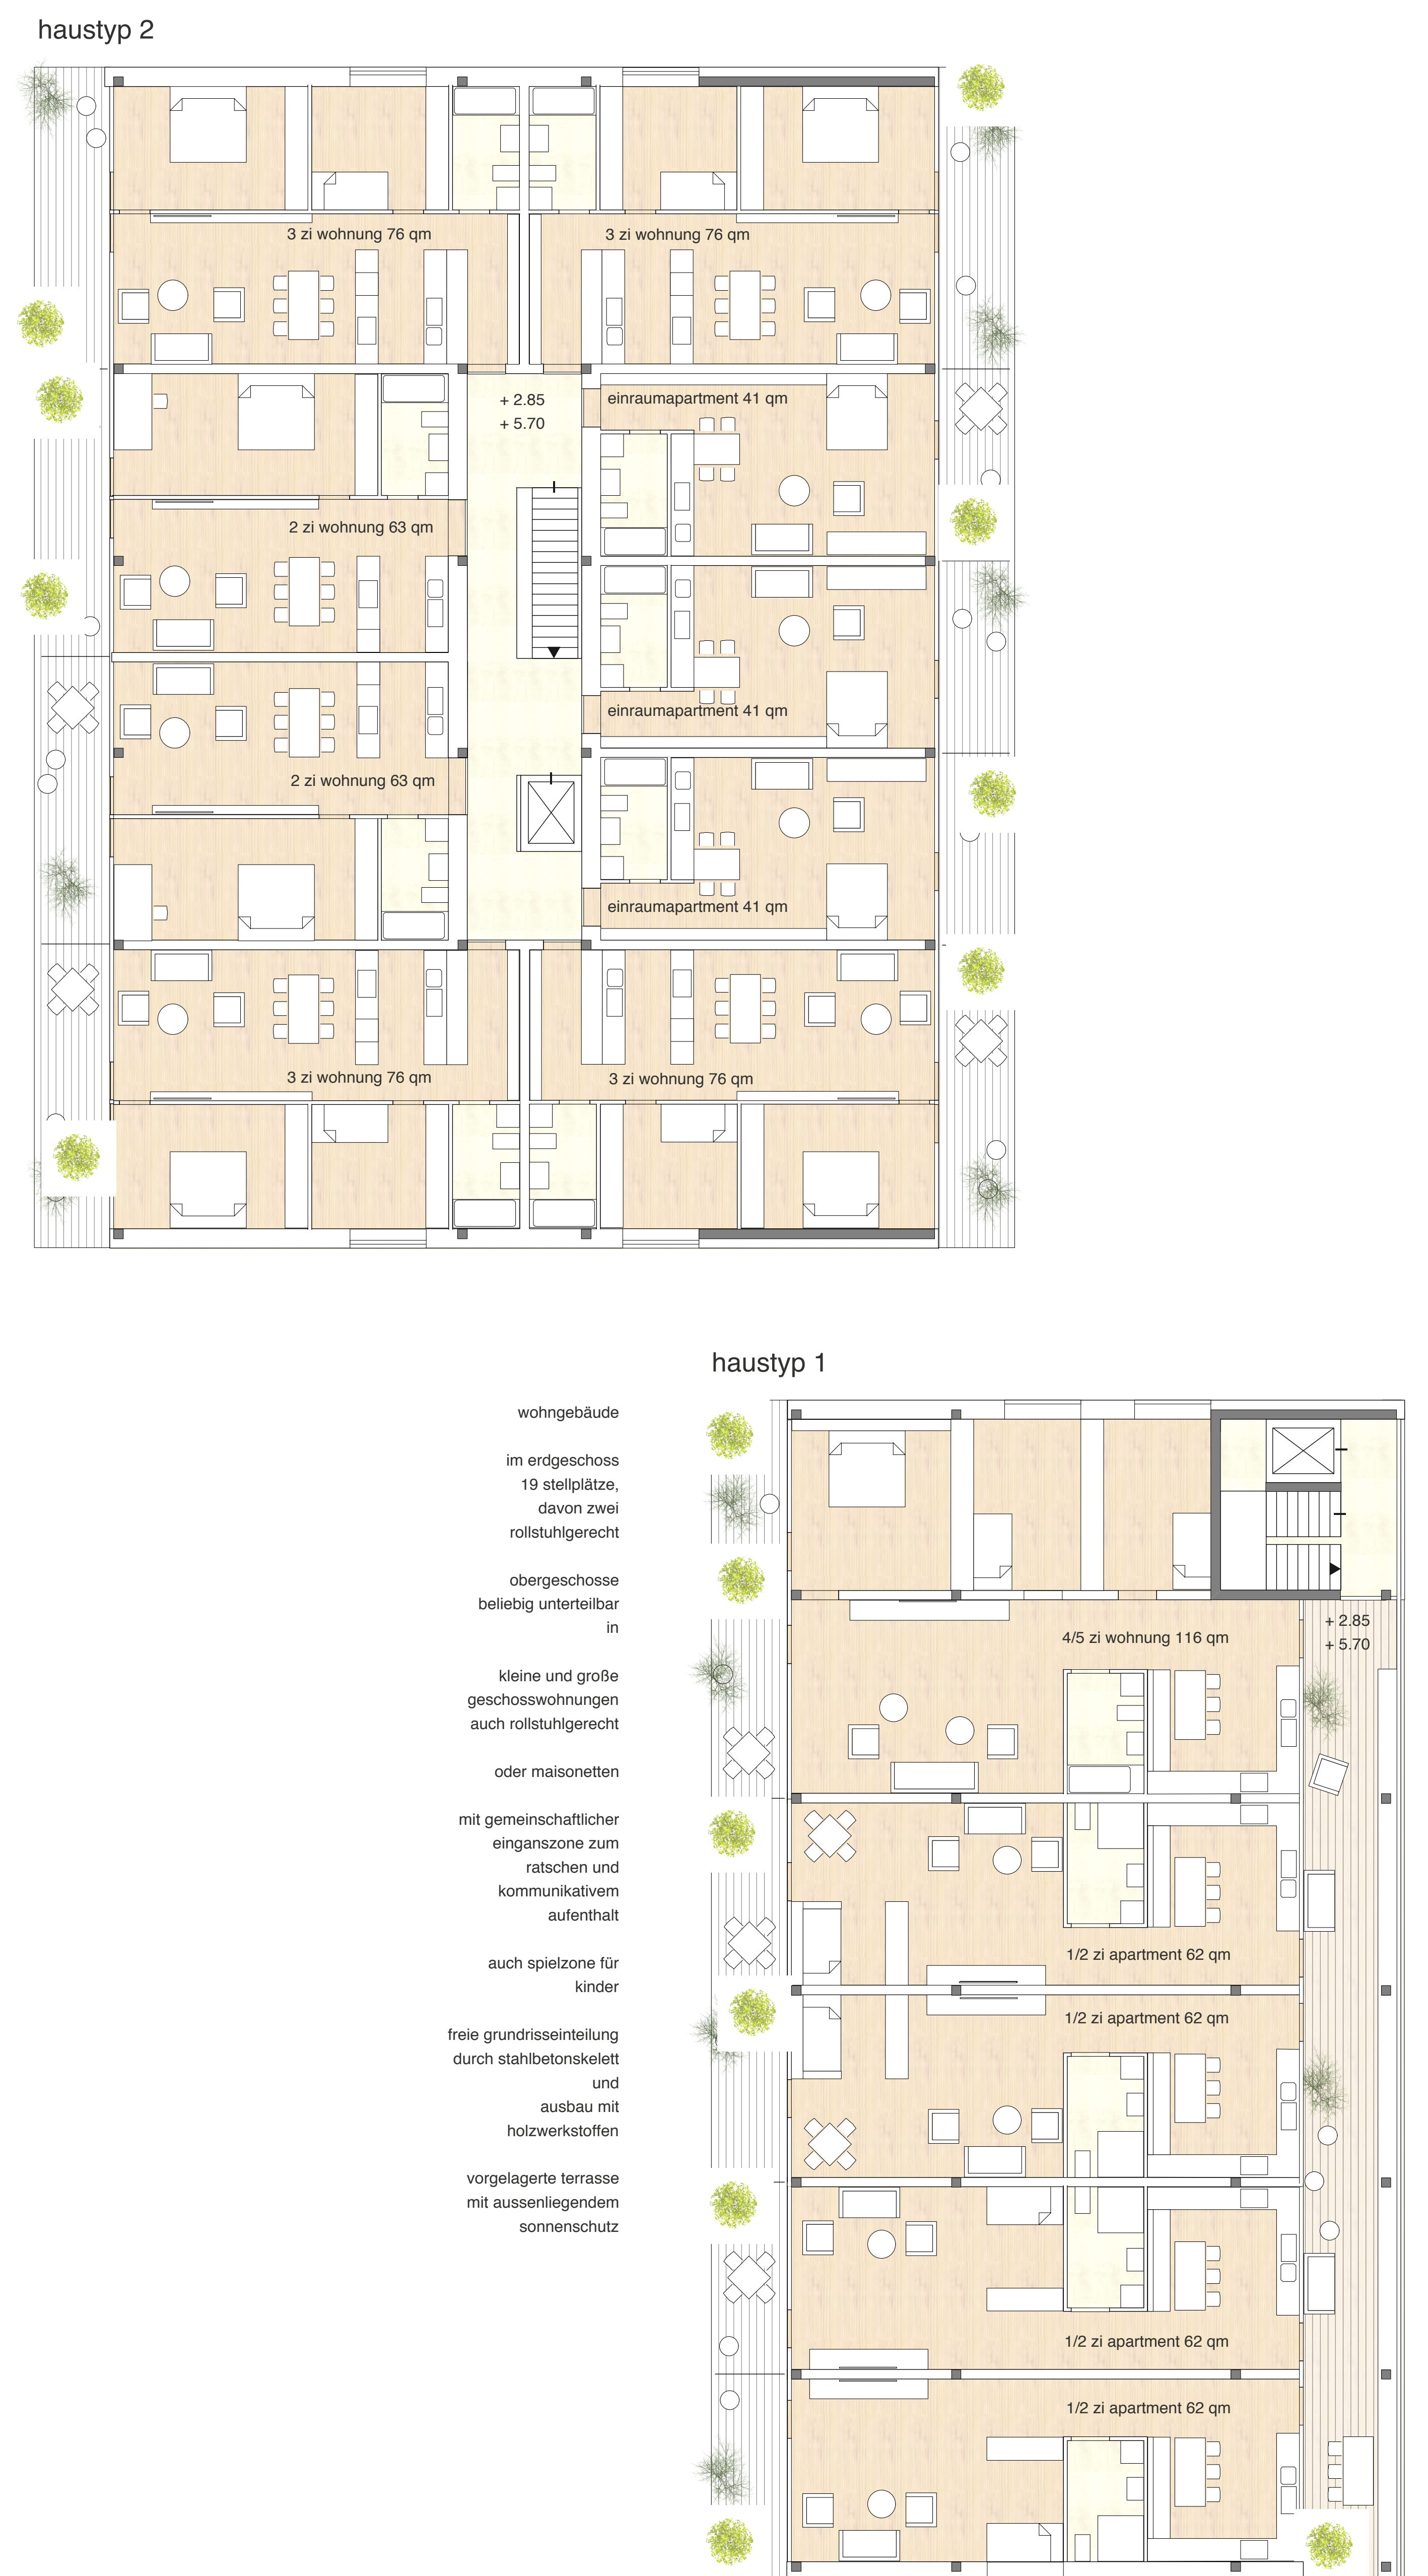 haustyp 2
3 zi wohnung 76 qm
3 zi wohnung 76 qm
+ 2.85
+ 5.70
einraumapartment 41 qm
2 zi wohnung 63 qm
einraumapartment 41 qm
2 zi wohnung 63 qm
einraumapartment 41 qm
3 zi wohnung 76 qm
3 zi wohnung 76 qm
haustyp 1
wohngebäude
im erdgeschoss
19 stellplätze,
davon zwei
rollstuhlgerecht
obergeschosse
beliebig unterteilbar
in
kleine und große
geschosswohnungen
auch rollstuhlgerecht
oder maisonetten
mit gemeinschaftlicher
einganszone zum
ratschen und
kommunikativem
aufenthalt
auch spielzone für
kinder
freie grundrisseinteilung
durch stahlbetonskelett
und
ausbau mit
holzwerkstoffen
vorgelagerte terrasse
mit aussenliegendem
sonnenschutz
+ 2.85
+ 5.70
4/5 zi wohnung 116 qm
1/2 zi apartment 62 qm
1/2 zi apartment 62 qm
1/2 zi apartment 62 qm
1/2 zi apartment 62 qm